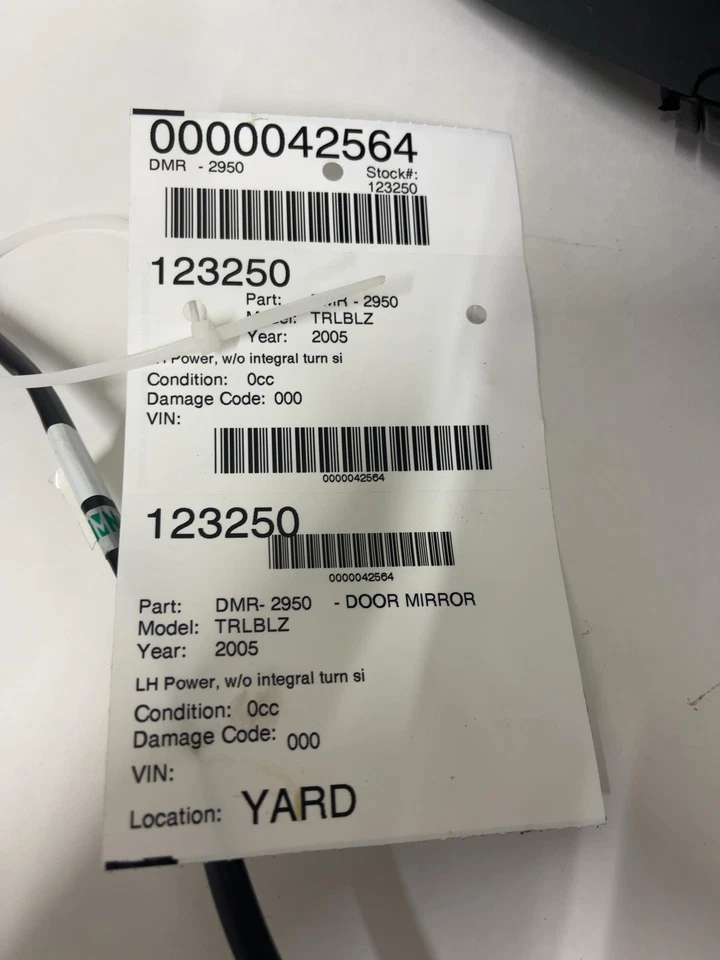 0000042564
DMR - 2950
Stock#:
123250
123250
Part: - 2950
TRLBLZ
Year: 2005
Power, w/o integral turn si
Condition: 0cc
Damage Code: 000
VIN:
0000042564
123250
0000042564
Part: DMR- 2950 - DOOR MIRROR
Model: TRLBLZ
Year: 2005
LH Power, w/o integral turn si
Condition: 0cc
Damage Code: 000
VIN:
Location: YARD